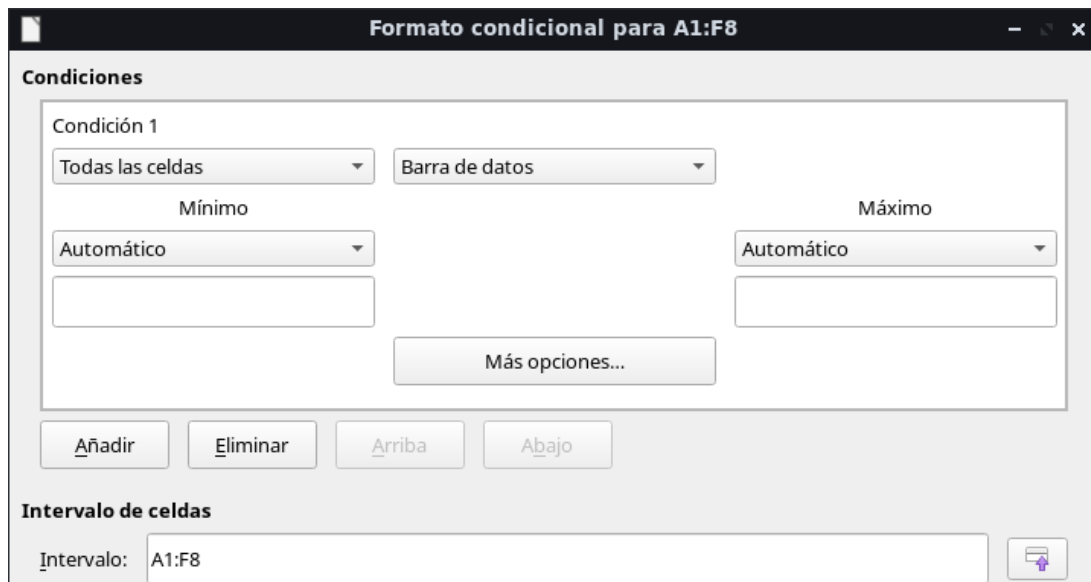 Formato condicional para A1:F8
Condiciones
Condición 1
Todas las celdas Barra de datos
Mínimo Máximo
Automático Automático
Más opciones...
Añadir Eliminar Arriba Abajo
Intervalo de celdas
Intervalo: A1:F8